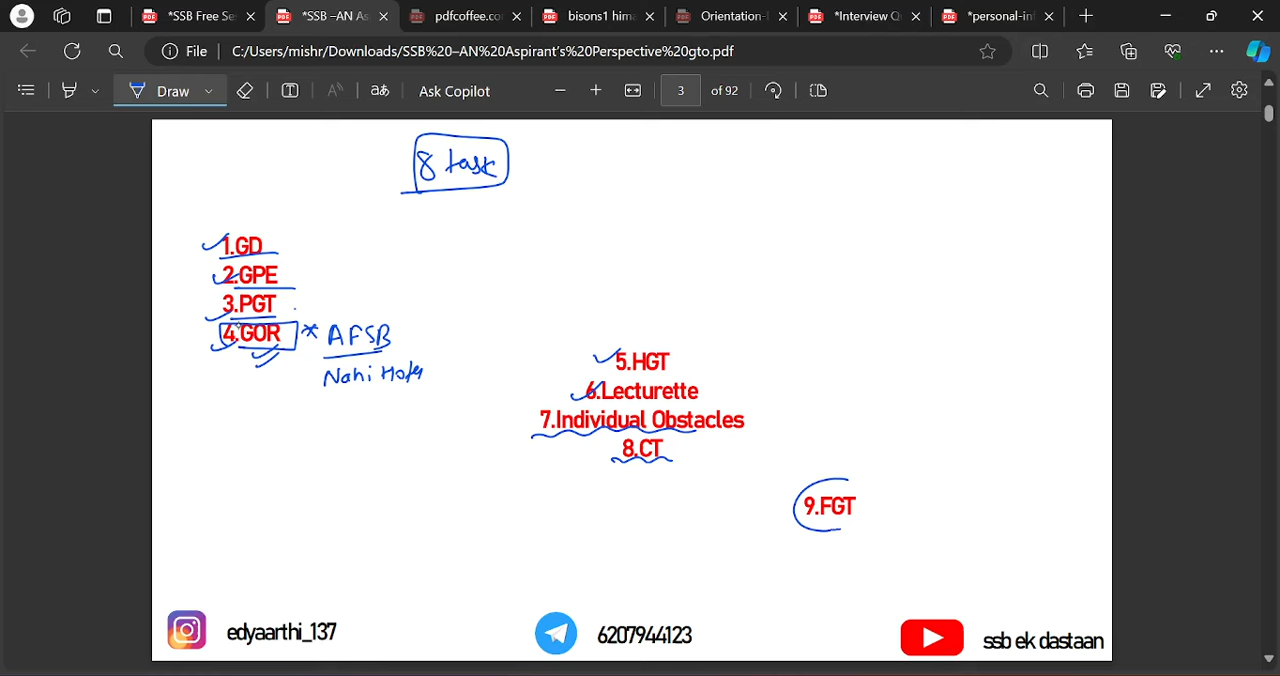 *SSB Free Se
*SSB –AN As
pdfcoffee.co
bisons1 hima
Orientation-
*Interview Q
*personal-inf
File
C:/Users/mishr/Downloads/SSB%20–AN%20Aspirant's%20Perspective%20gto.pdf
Draw
Ask Copilot
3 of 92
8 task
1.GD
2.GPE
3.PGT
4.GOR * AFSB
Nahi Hota
5.HGT
6.Lecturette
7.Individual Obstacles
8.CT
9.FGT
edyaarthi_137
6207944123
ssb ek dastaan